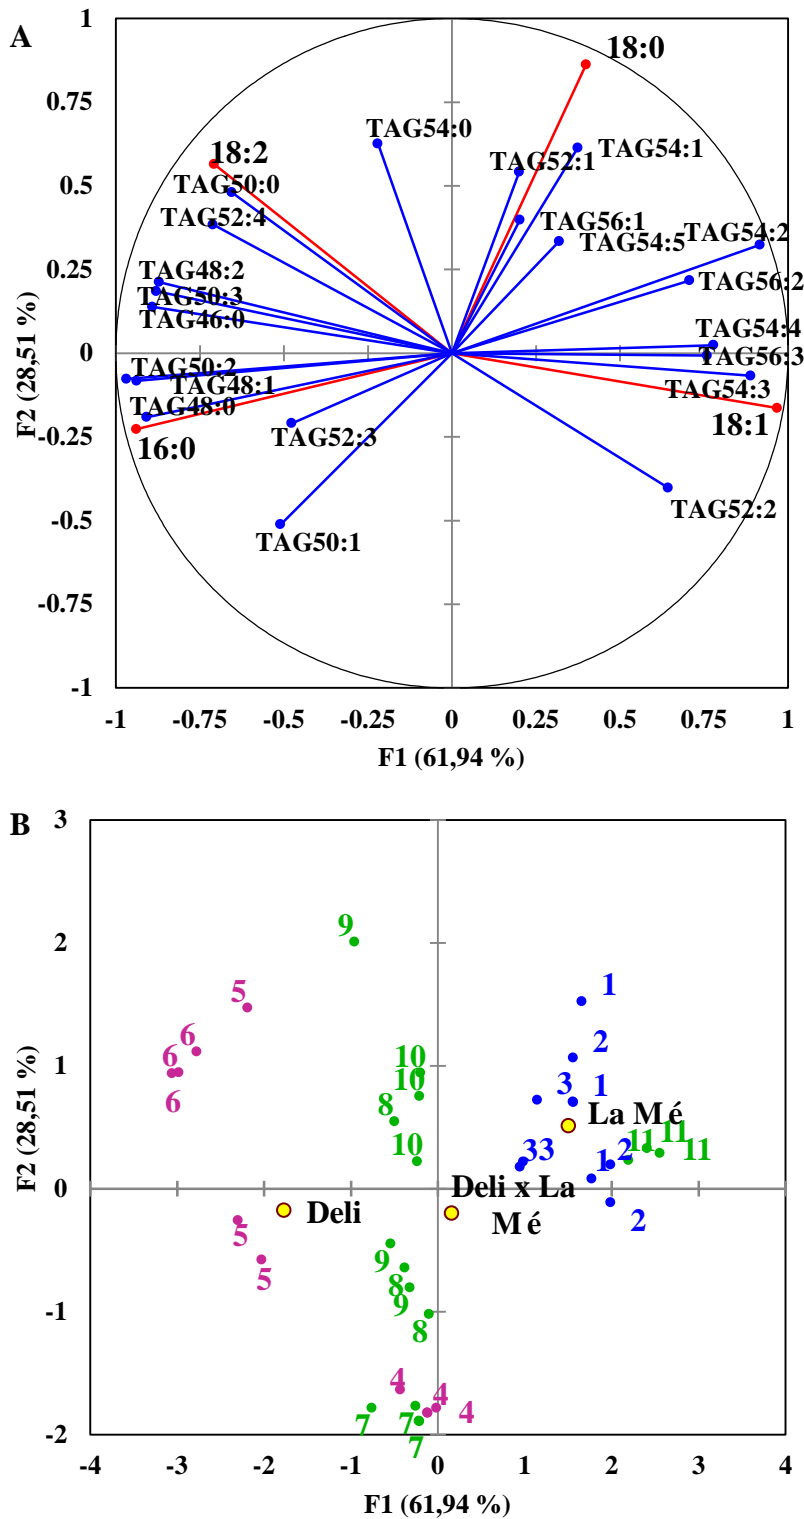 A
1
0.75
0.5
0.25
0
-0.25
-0.5
-0.75
-1
F2 (28,51 %)
18:0
TAG54:0
18:2
TAG52:1
TAG54:1
TAG50:0
TAG52:4
TAG56:1
TAG54:2
TAG54:5
TAG48:2
TAG56:2
TAG50:3
TAG46:0
TAG54:4
TAG50:2
TAG56:3
TAG48:1
TAG54:3
TAG48:0
18:1
16:0
TAG52:3
TAG52:2
TAG50:1
-1 -0.75 -0.5 -0.25 0 0.25 0.5 0.75 1
F1 (61,94 %)
B
3
2
1
0
-1
-2
F2 (28,51 %)
9
5
1
6
2
6
10
10
3
1
6
8
La Mé
10
11
11
11
3
3
2
1
Deli x La
Mé
Deli
2
5
9
5
8
9
8
4
4
4
7
7
7
-4 -3 -2 -1 0 1 2 3 4
F1 (61,94 %)